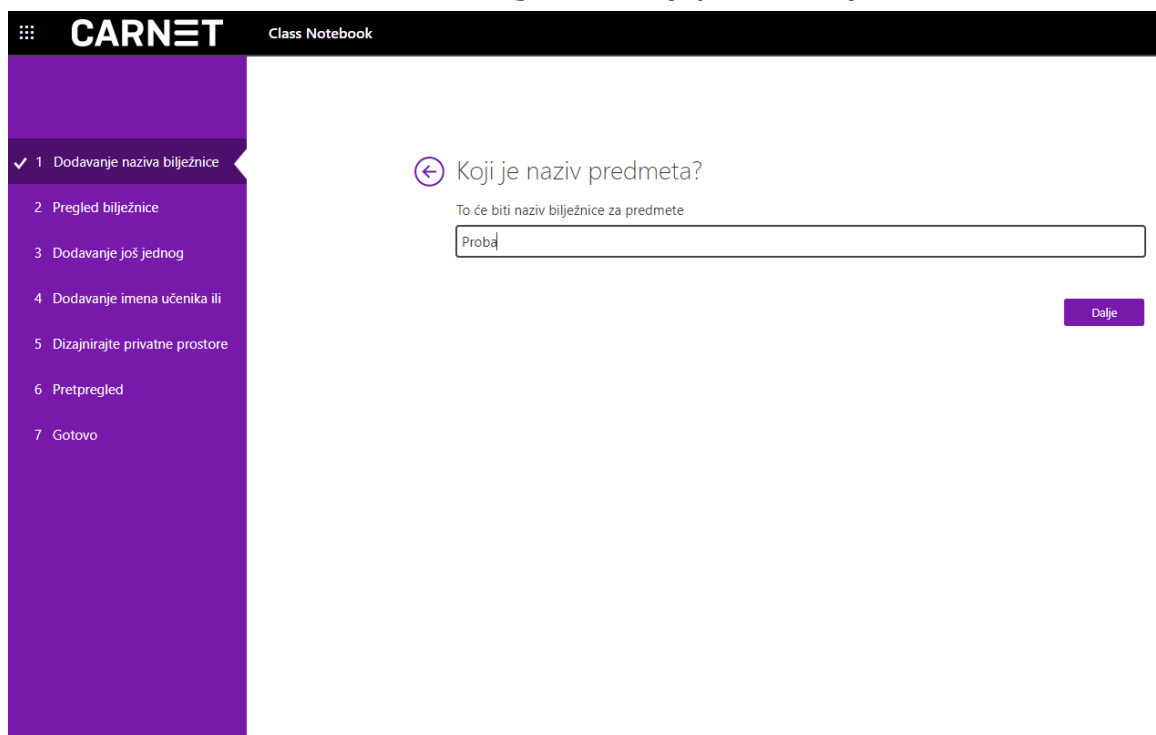 CARNET Class Notebook
1 Dodavanje naziva bilježnice
2 Pregled bilježnice
3 Dodavanje još jednog
4 Dodavanje imena učenika ili
5 Dizajnirajte privatne prostore
6 Pretpregled
7 Gotovo
Koji je naziv predmeta?
To će biti naziv bilježnice za predmete
Proba
Dalje